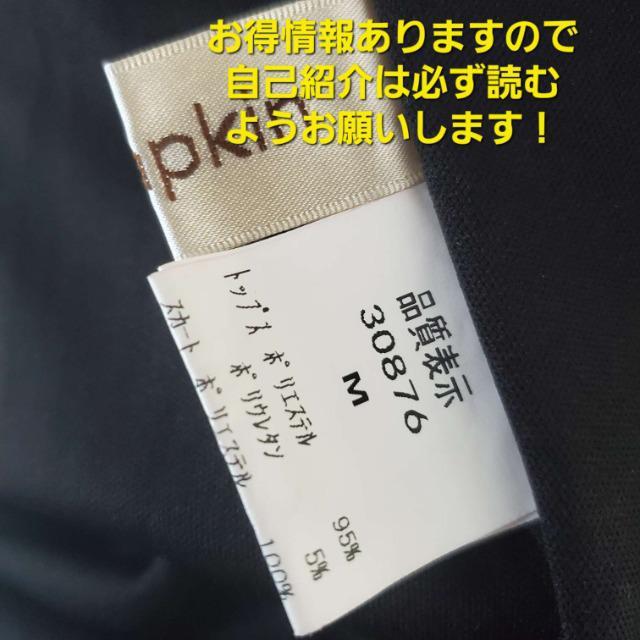 お得情報ありますので
自己紹介は必ず読む
ようお願いします！
pkin
品質表示
30876
M
トップス ポリエステル 95%
ポリウレタン 5%
スカート ポリエステル 100%